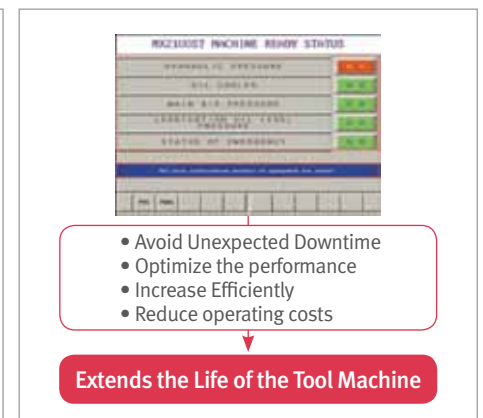 MX2100ST MACHINE READY STATUS
HYDRAULIC PRESSURE
OIL COOLER
MAIN AIR PRESSURE
LUBRICATION OIL LEVEL
PRESSURE
STATUS OF EMERGENCY
• Avoid Unexpected Downtime
• Optimize the performance
• Increase Efficiently
• Reduce operating costs
Extends the Life of the Tool Machine